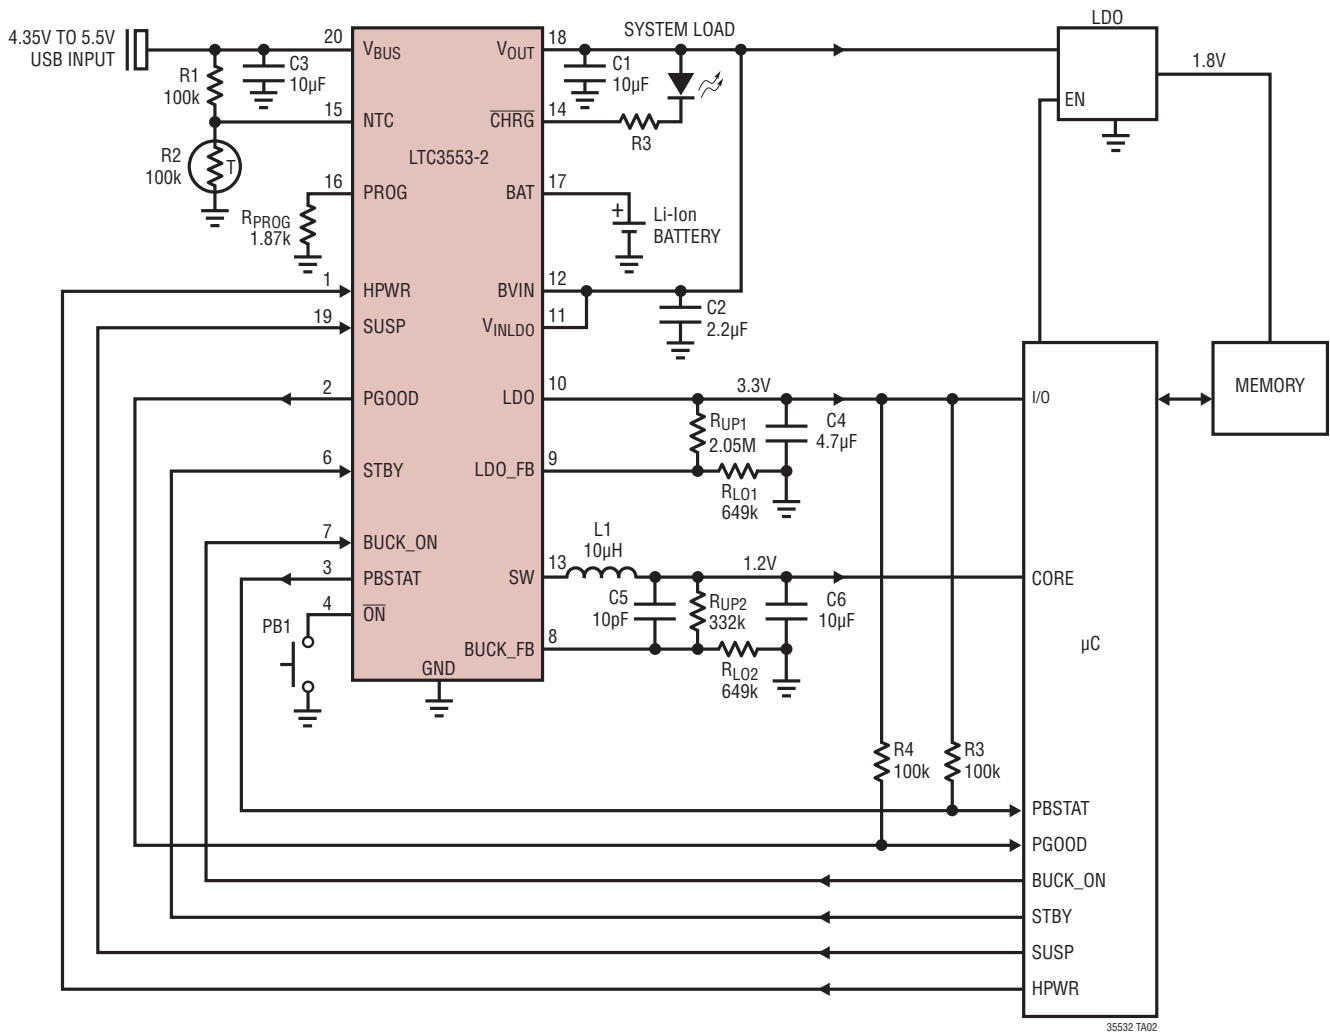 4.35V TO 5.5V
USB INPUT
R1
100k
C3
10µF
R2
100k
T
RPROG
1.87k
20
VBUS
15
NTC
16
PROG
1
HPWR
19
SUSP
2
PGOOD
6
STBY
7
BUCK_ON
3
PBSTAT
4
ON
PB1
LTC3553-2
GND
VOUT
18
CHRG
14
BAT
17
BVIN
12
VINLDO
11
LDO
10
LDO_FB
9
SW
13
BUCK_FB
8
SYSTEM LOAD
C1
10µF
R3
+
Li-Ion
BATTERY
C2
2.2µF
3.3V
RUP1
2.05M
C4
4.7µF
RLO1
649k
L1
10µH
1.2V
C5
10pF
RUP2
332k
C6
10µF
RLO2
649k
R4
100k
R3
100k
LDO
EN
1.8V
MEMORY
I/O
CORE
µC
PBSTAT
PGOOD
BUCK_ON
STBY
SUSP
HPWR
35532 TA02